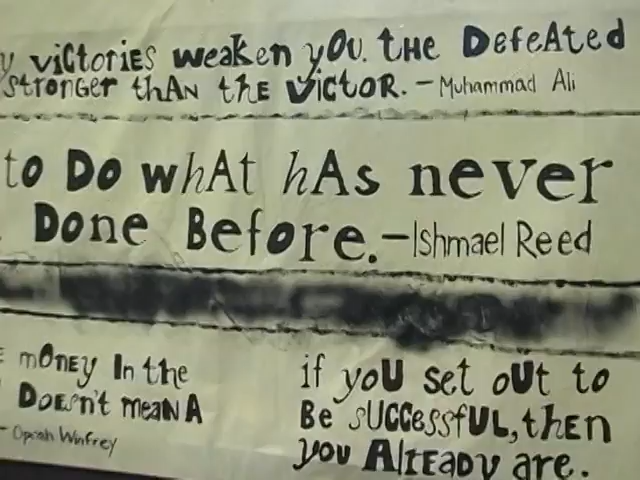 y viCtoriEs weaken yOU. tHE DefeAted
StronGer thAN thE VictOR. - Muhammad Ali
to DO wHAt hAs never
Done Before. - Ishmael Reed
E mONEY In the
DoEsn't meaN A
- Oprah Winfrey
if yoU set oUt to
Be sUCCessfUL, thEn
you AlrEADy are.